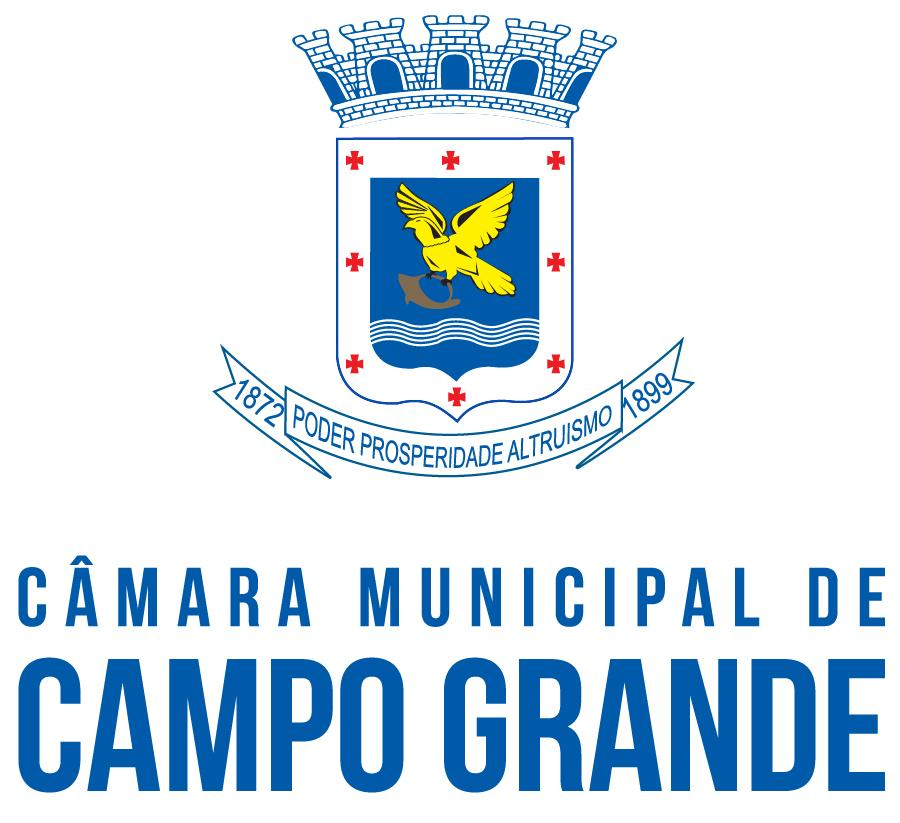 1872 PODER PROSPERIDADE ALTRUISMO 1899
CÂMARA MUNICIPAL DE
CAMPO GRANDE